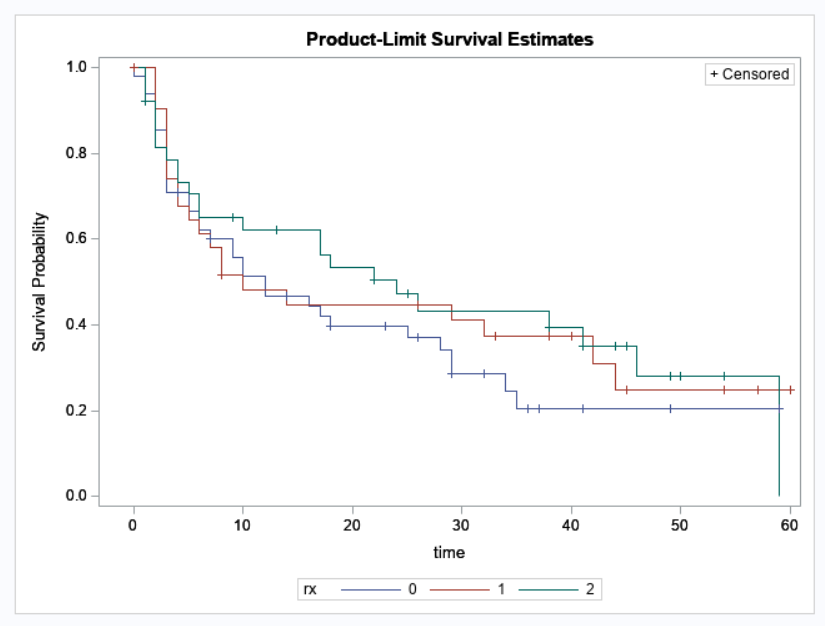 Product-Limit Survival Estimates
+ Censored
1.0
0.8
0.6
0.4
0.2
0.0
Survival Probability
0 10 20 30 40 50 60
time
rx 0 1 2